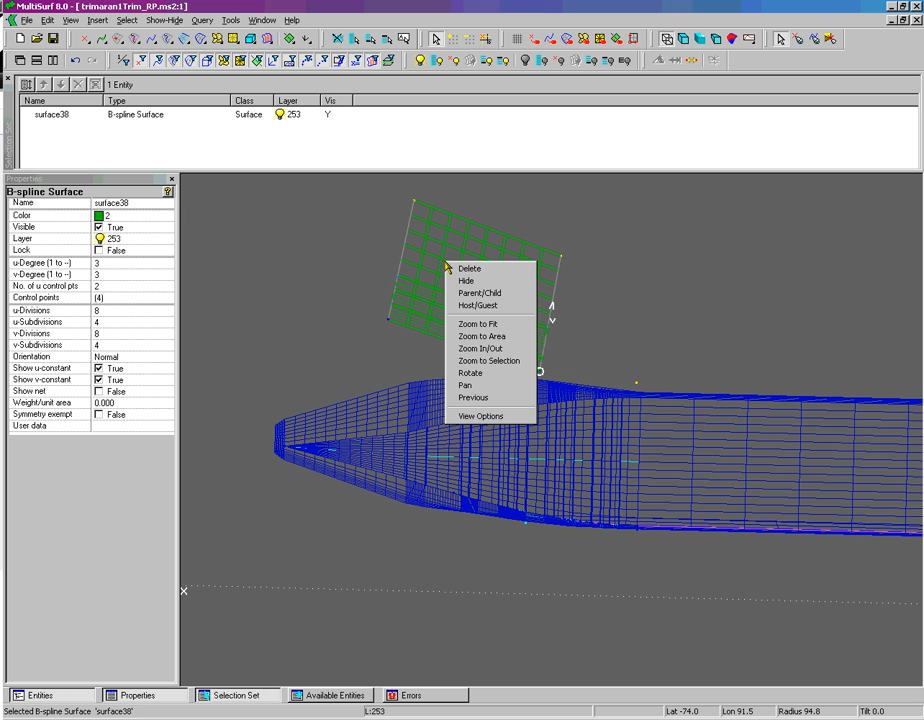 MultiSurf 8.0 - [ trimaran1Trim_RP.ms2:1]
File Edit View Insert Select Show-Hide Query Tools Window Help
1 Entity
Name Type Class Layer Vis
surface38 B-spline Surface Surface 253 Y
Selection Set
Properties
B-spline Surface
Name surface38
Color 2
Visible True
Layer 253
Lock False
u-Degree (1 to --) 3
v-Degree (1 to --) 3
No. of u control pts 2
Control points (4)
u-Divisions 8
u-Subdivisions 4
v-Divisions 8
v-Subdivisions 4
Orientation Normal
Show u-constant True
Show v-constant True
Show net False
Weight/unit area 0.000
Symmetry exempt False
User data
Delete
Hide
Parent/Child
Host/Guest
Zoom to Fit
Zoom to Area
Zoom In/Out
Zoom to Selection
Rotate
Pan
Previous
View Options
X
Entities Properties Selection Set Available Entities Errors
Selected B-spline Surface 'surface38' L:253 Lat -74.0 Lon 91.5 Radius 94.8 Tilt 0.0